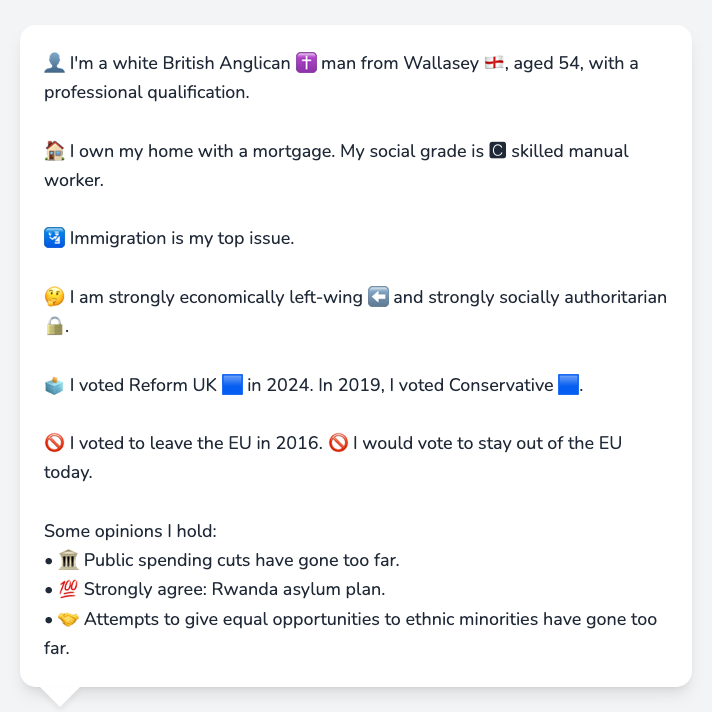 👤 I'm a white British Anglican ✝️ man from Wallasey 🏴󠁧󠁢󠁥󠁮󠁧󠁿, aged 54, with a
professional qualification.
🏠 I own my home with a mortgage. My social grade is 🅲 skilled manual
worker.
🛂 Immigration is my top issue.
🤔 I am strongly economically left-wing ⬅️ and strongly socially authoritarian
🔒.
🗳️ I voted Reform UK 🟦 in 2024. In 2019, I voted Conservative 🟦.
🚫 I voted to leave the EU in 2016. 🚫 I would vote to stay out of the EU
today.
Some opinions I hold:
• 🏛️ Public spending cuts have gone too far.
• 💯 Strongly agree: Rwanda asylum plan.
• 🤝 Attempts to give equal opportunities to ethnic minorities have gone too
far.